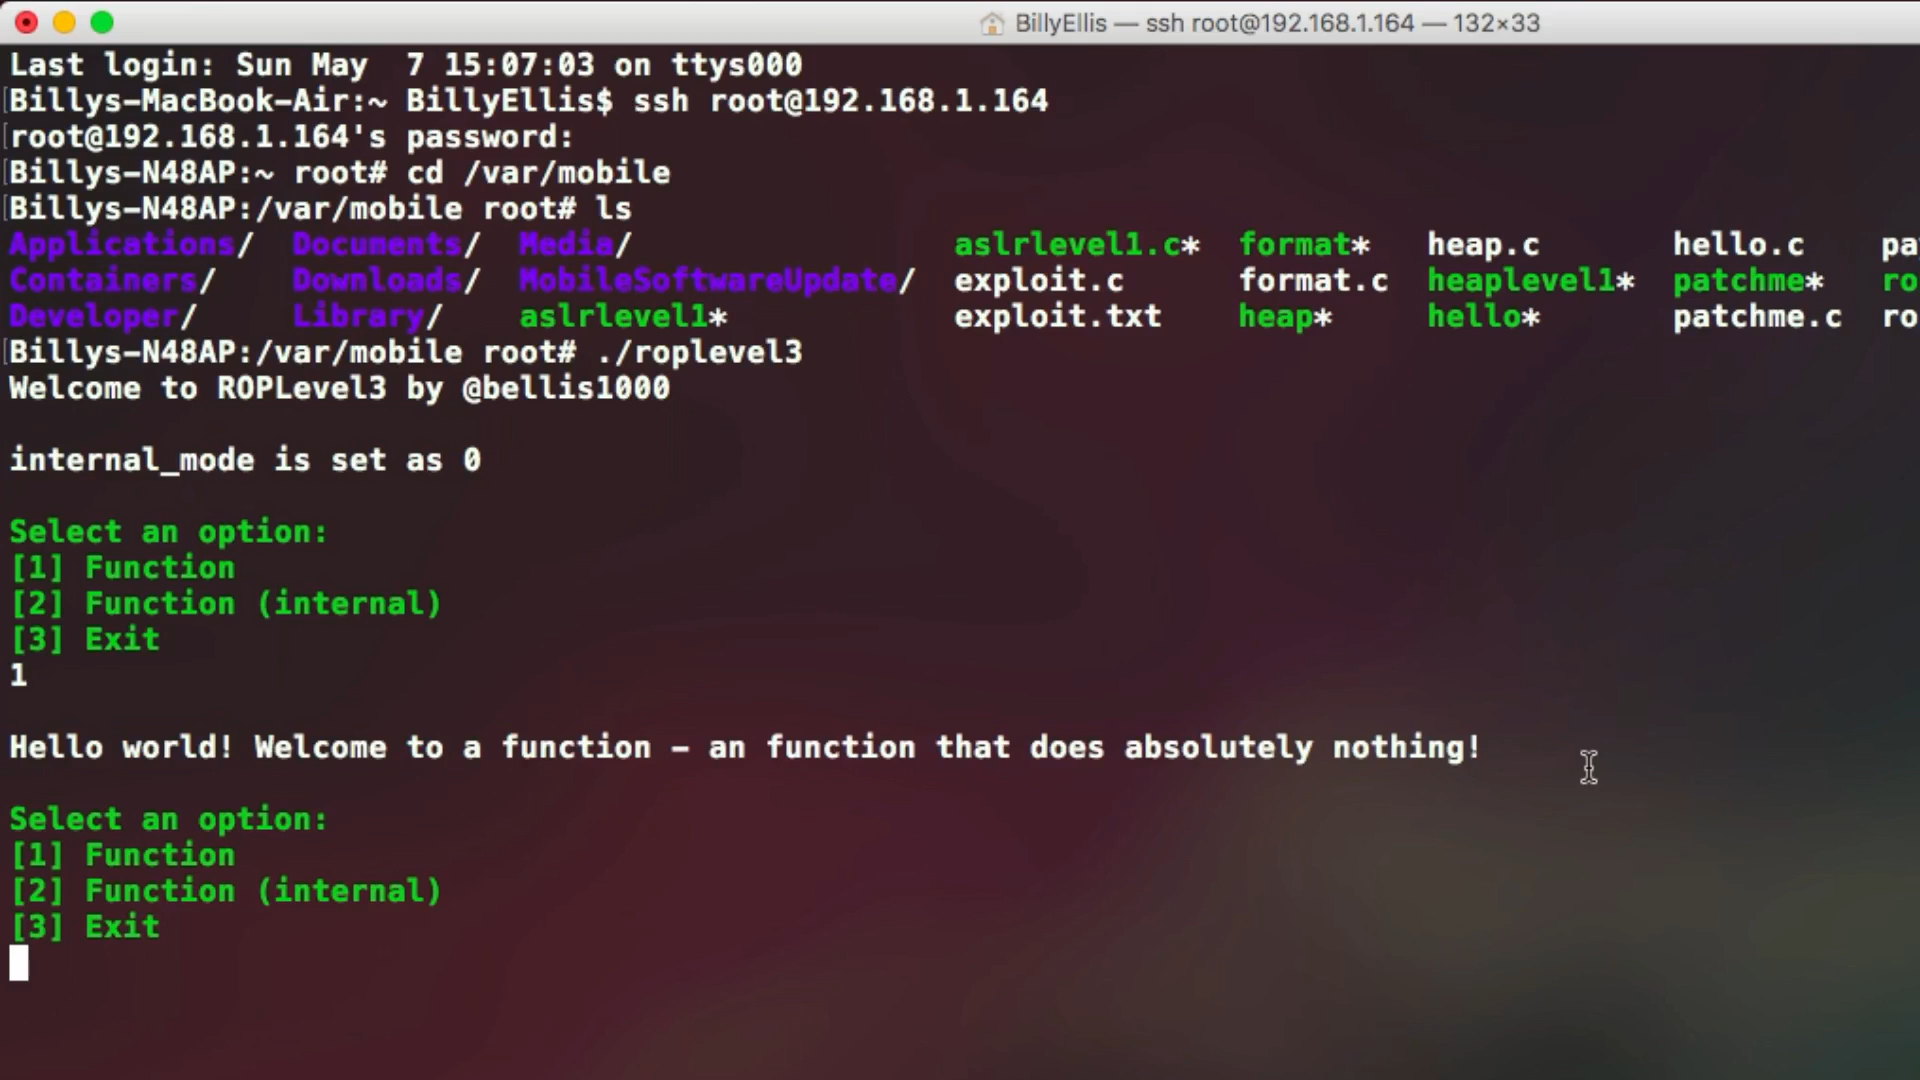 BillyEllis — ssh root@192.168.1.164 — 132×33
Last login: Sun May  7 15:07:03 on ttys000
[Billys-MacBook-Air:~ BillyEllis$ ssh root@192.168.1.164
[root@192.168.1.164's password:
[Billys-N48AP:~ root# cd /var/mobile
[Billys-N48AP:/var/mobile root# ls
Applications/  Documents/  Media/  aslrlevel1.c*  format*  heap.c  hello.c  pa
Containers/  Downloads/  MobileSoftwareUpdate/  exploit.c  format.c  heaplevel1*  patchme*  ro
Developer/  Library/  aslrlevel1*  exploit.txt  heap*  hello*  patchme.c  ro
[Billys-N48AP:/var/mobile root# ./roplevel3
Welcome to ROPLevel3 by @bellis1000
internal_mode is set as 0
Select an option:
[1] Function
[2] Function (internal)
[3] Exit
1
Hello world! Welcome to a function - an function that does absolutely nothing!
Select an option:
[1] Function
[2] Function (internal)
[3] Exit